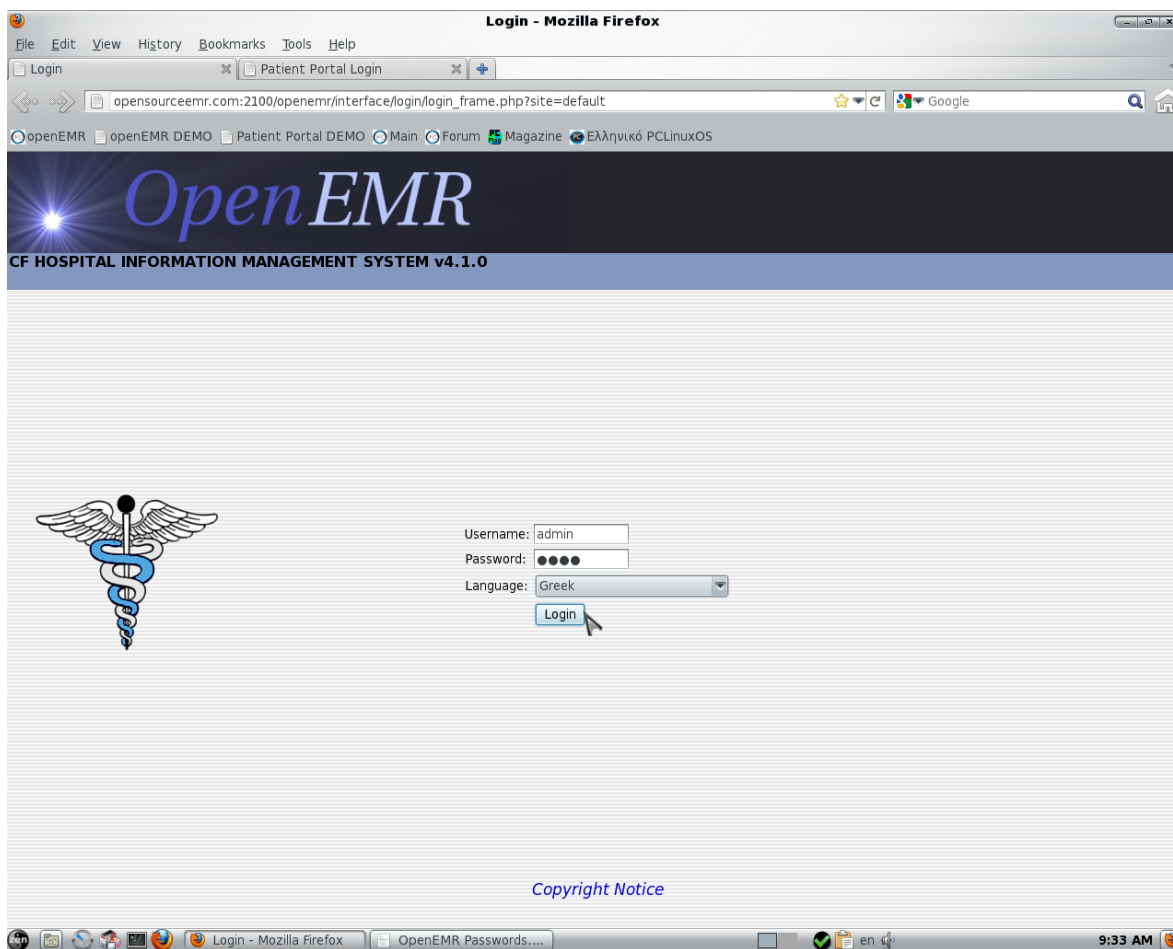 Login - Mozilla Firefox
File Edit View History Bookmarks Tools Help
Login Patient Portal Login
opensourceemr.com:2100/openemr/interface/login/login_frame.php?site=default Google
openEMR openEMR DEMO Patient Portal DEMO Main Forum Magazine Ελληνικό PCLinuxOS
OpenEMR
CF HOSPITAL INFORMATION MANAGEMENT SYSTEM v4.1.0
Username: admin
Password: ●●●●
Language: Greek
Login
Copyright Notice
zen Login - Mozilla Firefox OpenEMR Passwords.... en 9:33 AM